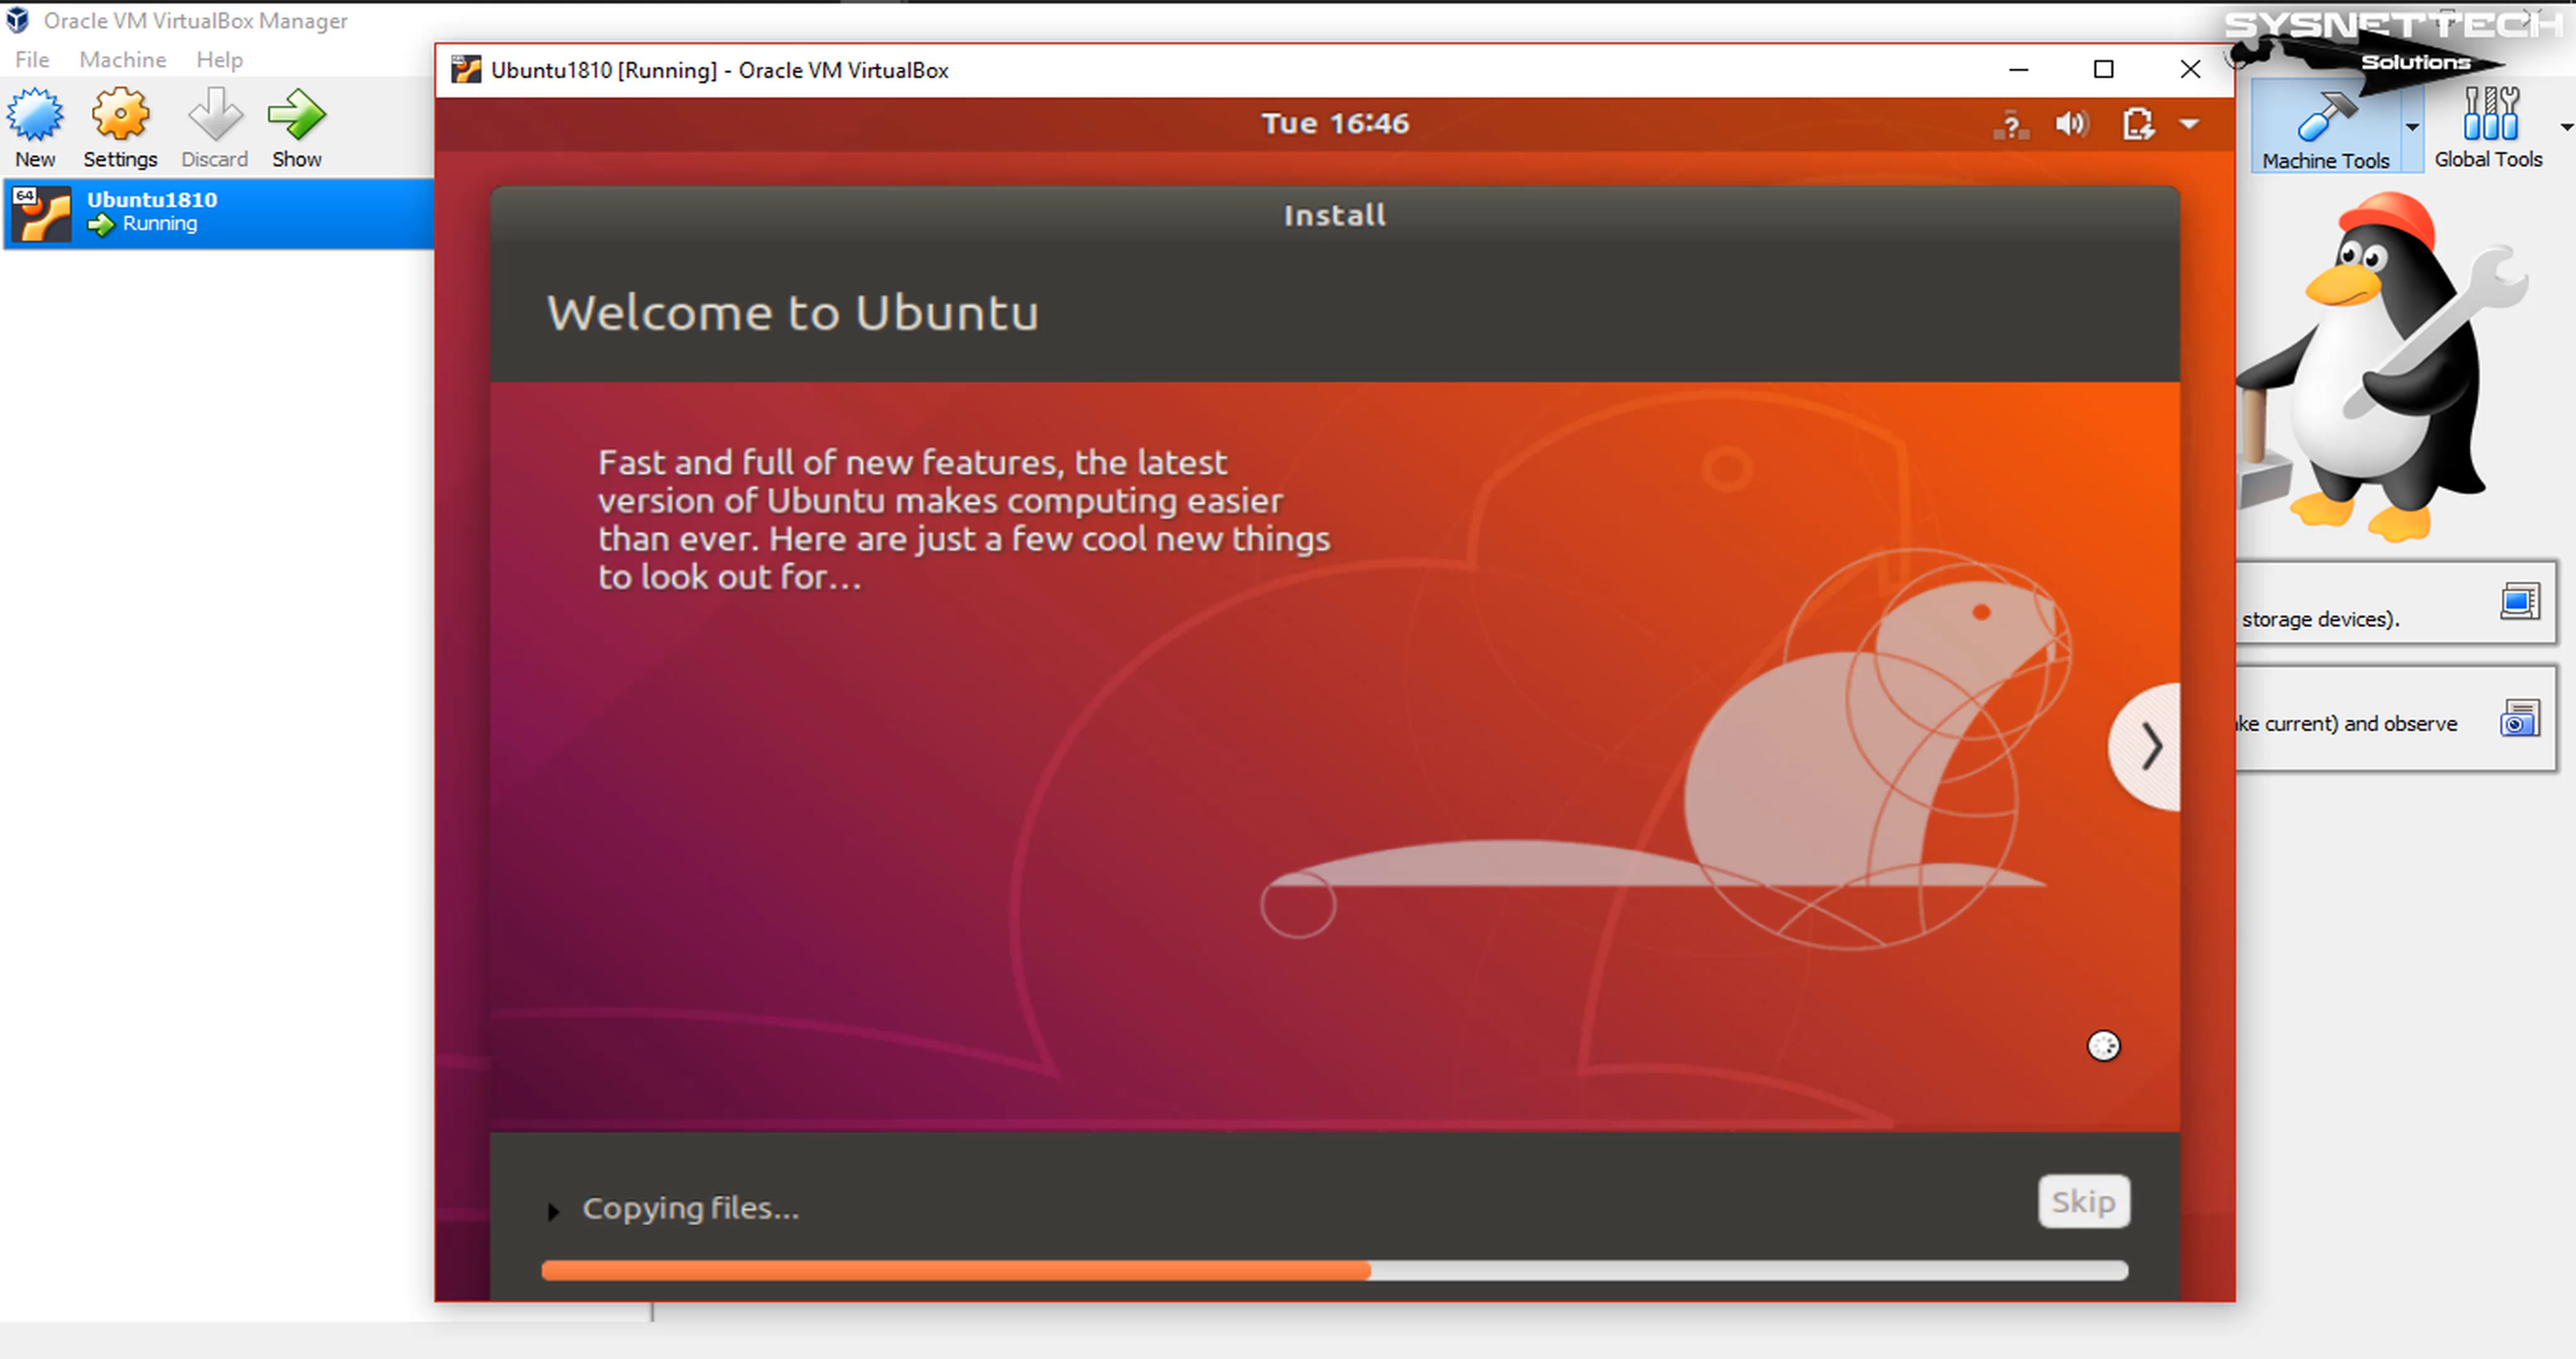 Oracle VM VirtualBox Manager
File Machine Help
New Settings Discard Show
64
Ubuntu1810
Running
Ubuntu1810 [Running] - Oracle VM VirtualBox
Tue 16:46
?
Install
Welcome to Ubuntu
Fast and full of new features, the latest
version of Ubuntu makes computing easier
than ever. Here are just a few cool new things
to look out for...
Copying files...
Skip
SYSNETTECH
Solutions
Machine Tools Global Tools
storage devices).
ke current) and observe